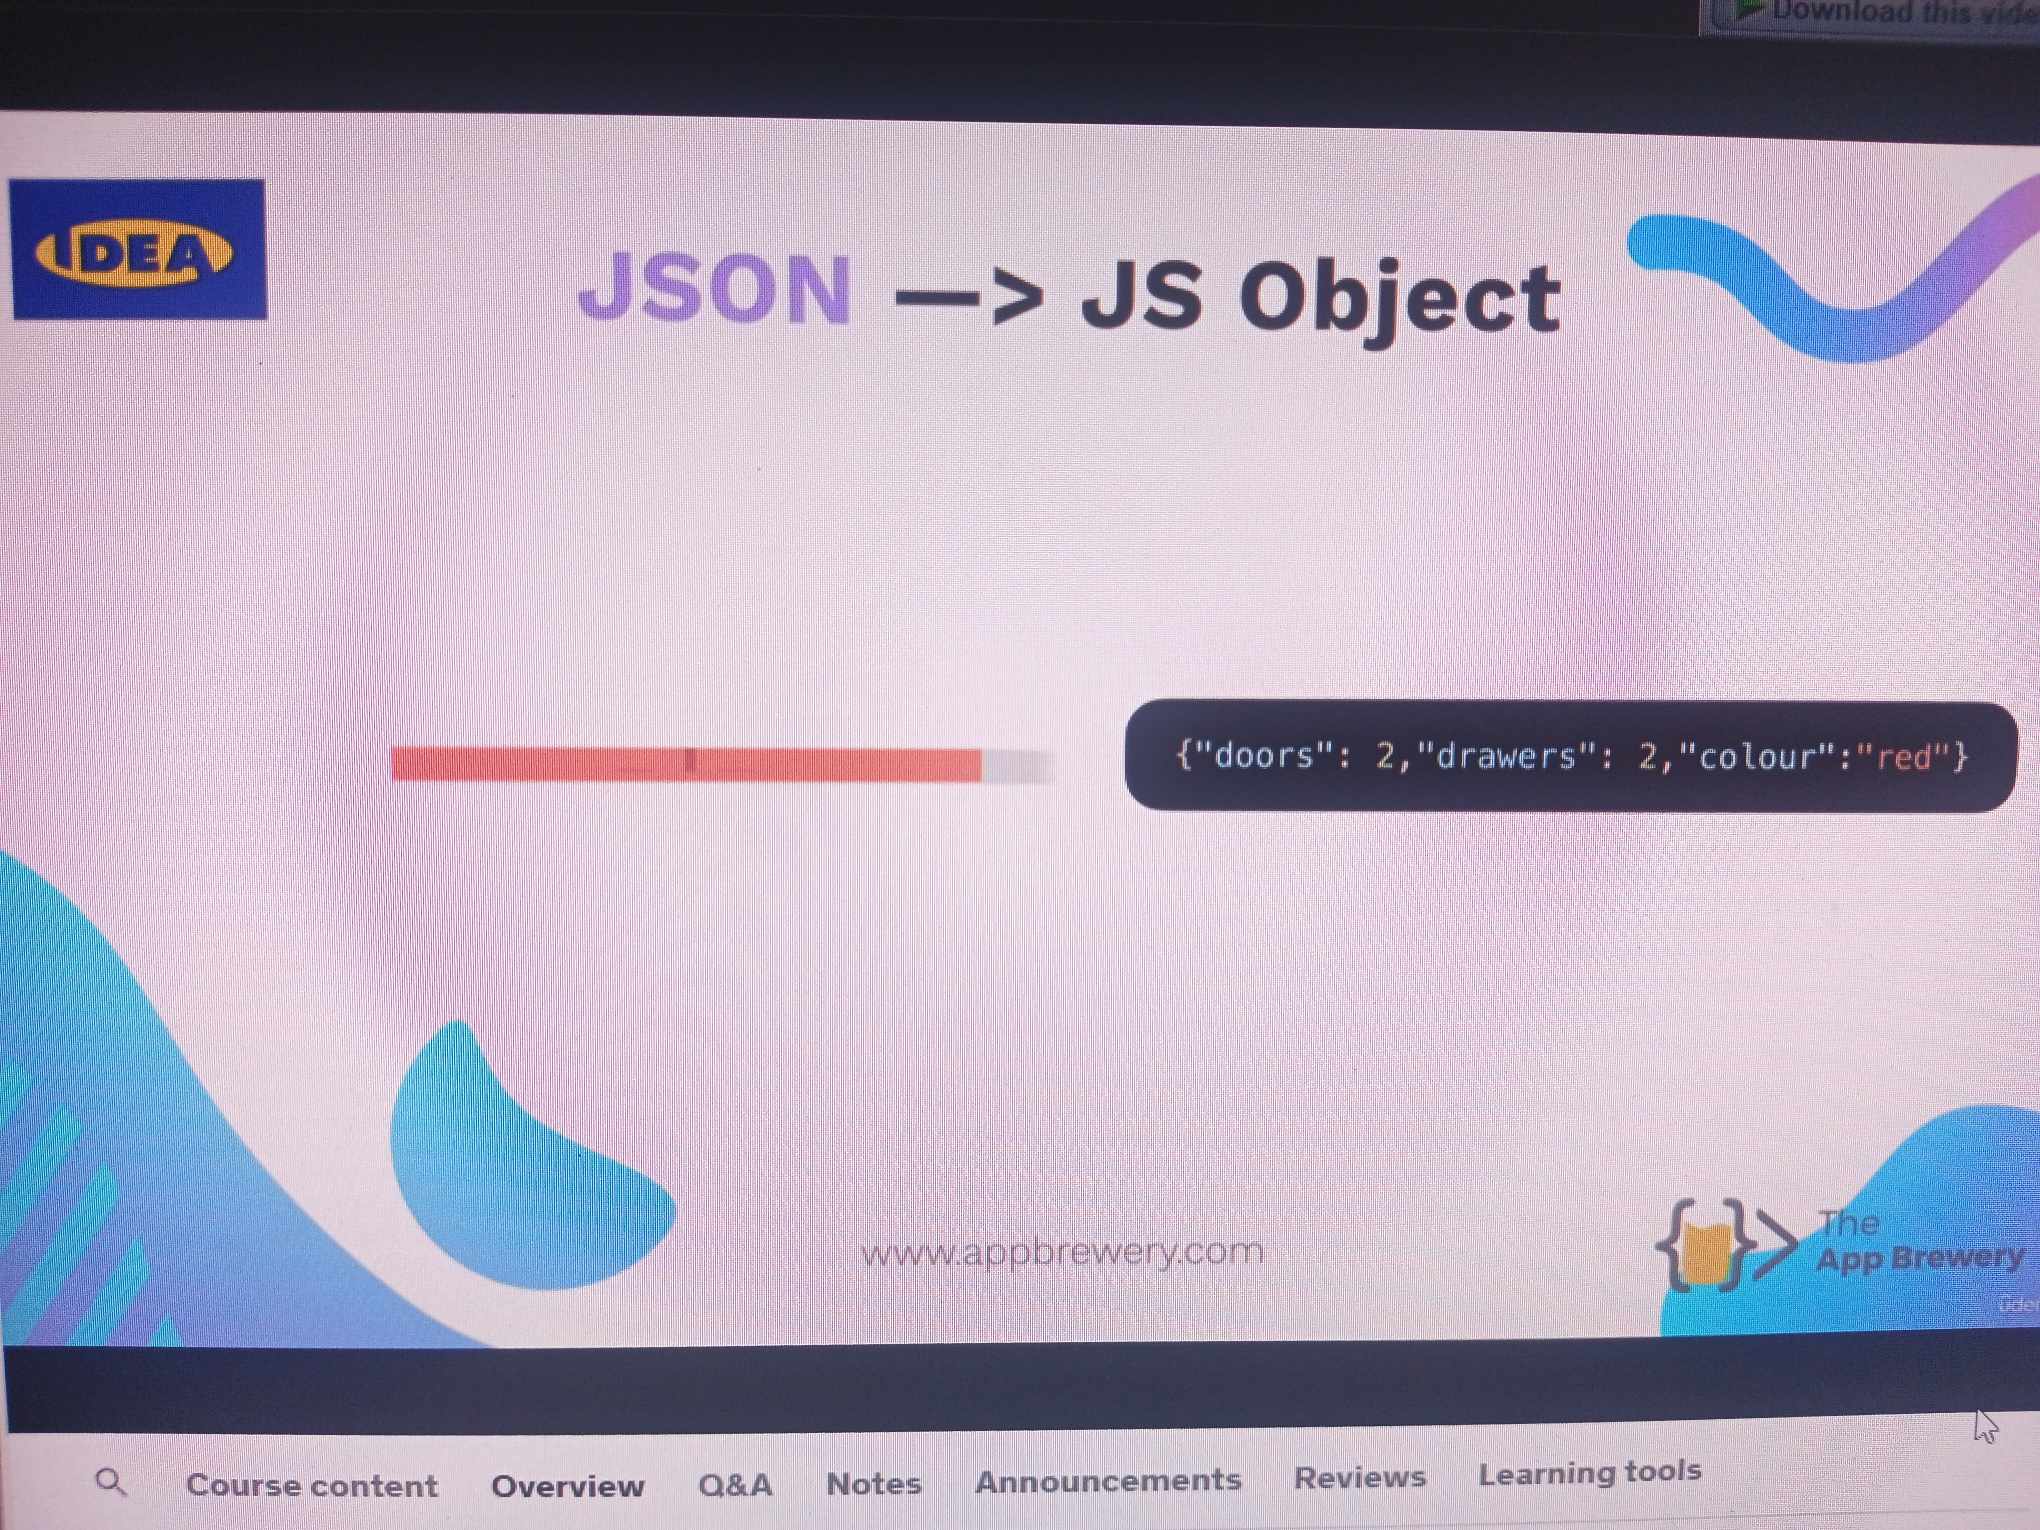 Download this vide
IDEA
JSON —> JS Object
{"doors": 2,"drawers": 2,"colour":"red"}
www.appbrewery.com
{ }> The
App Brewery
Course content Overview Q&A Notes Announcements Reviews Learning tools